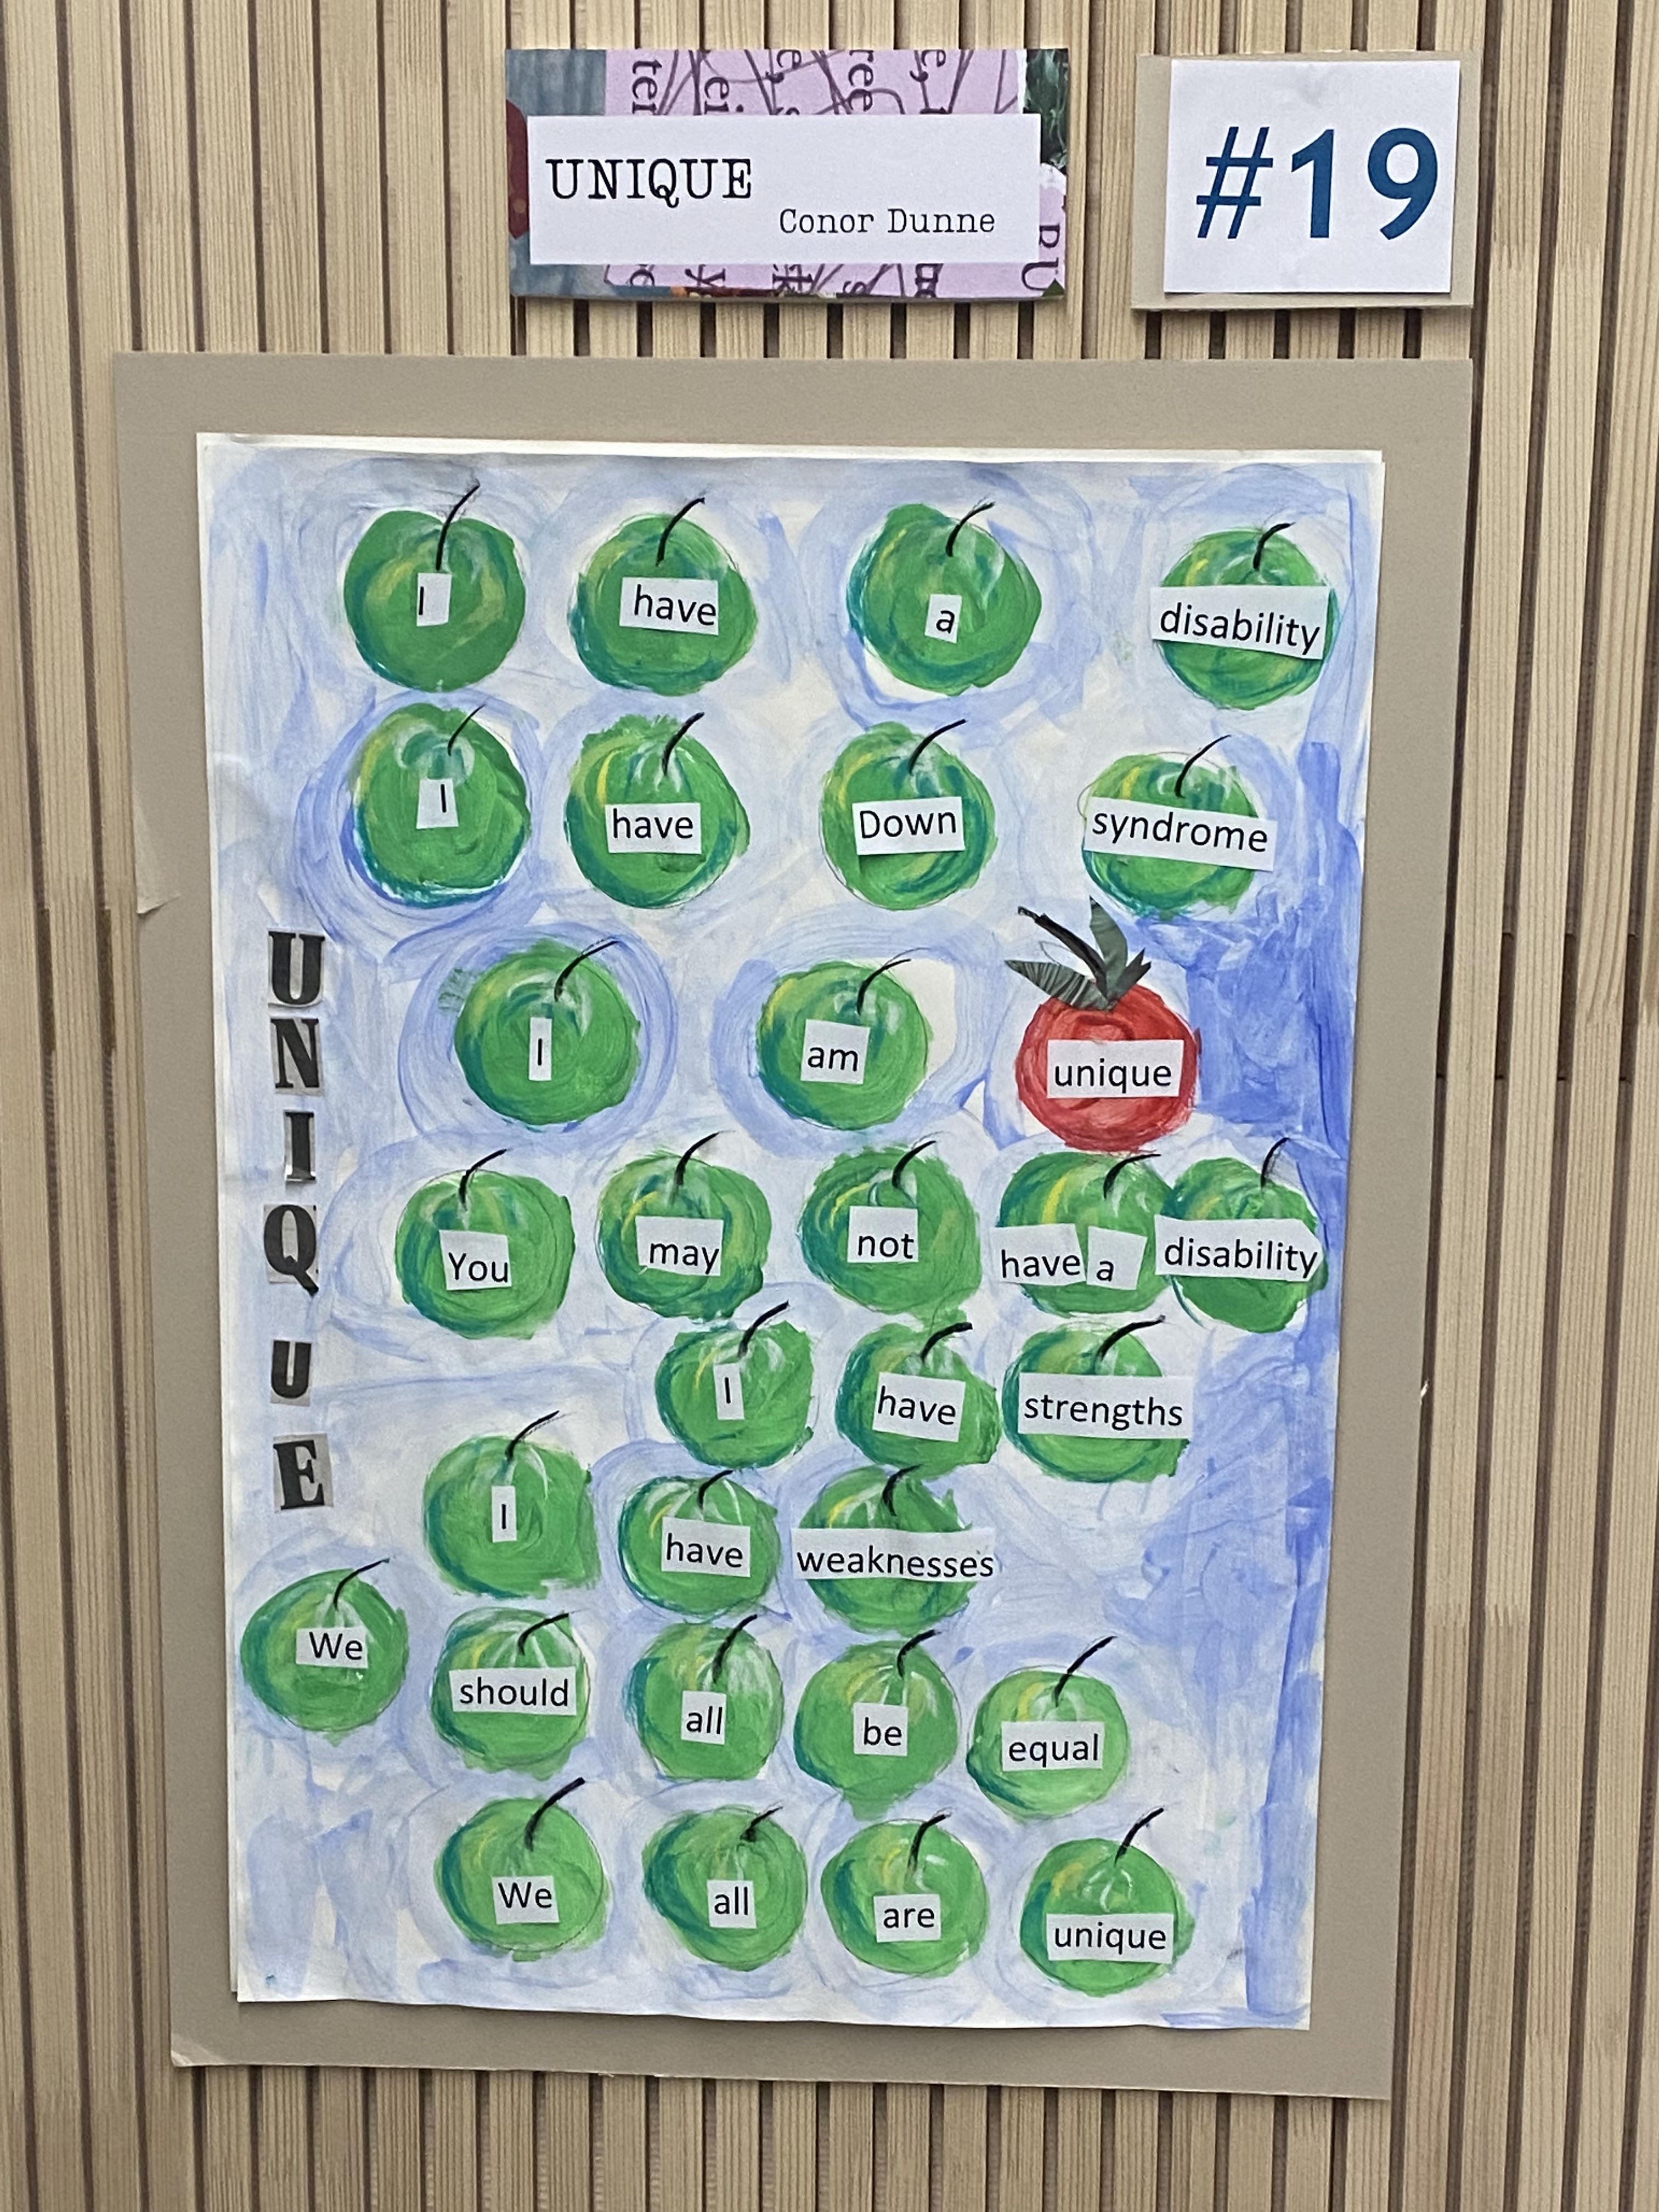 UNIQUE
Conor Dunne
#19
I have a disability
I have Down syndrome
I am unique
You may not have a disability
I have strengths
I have weaknesses
We should all be equal
We all are unique
U
N
I
Q
u
E